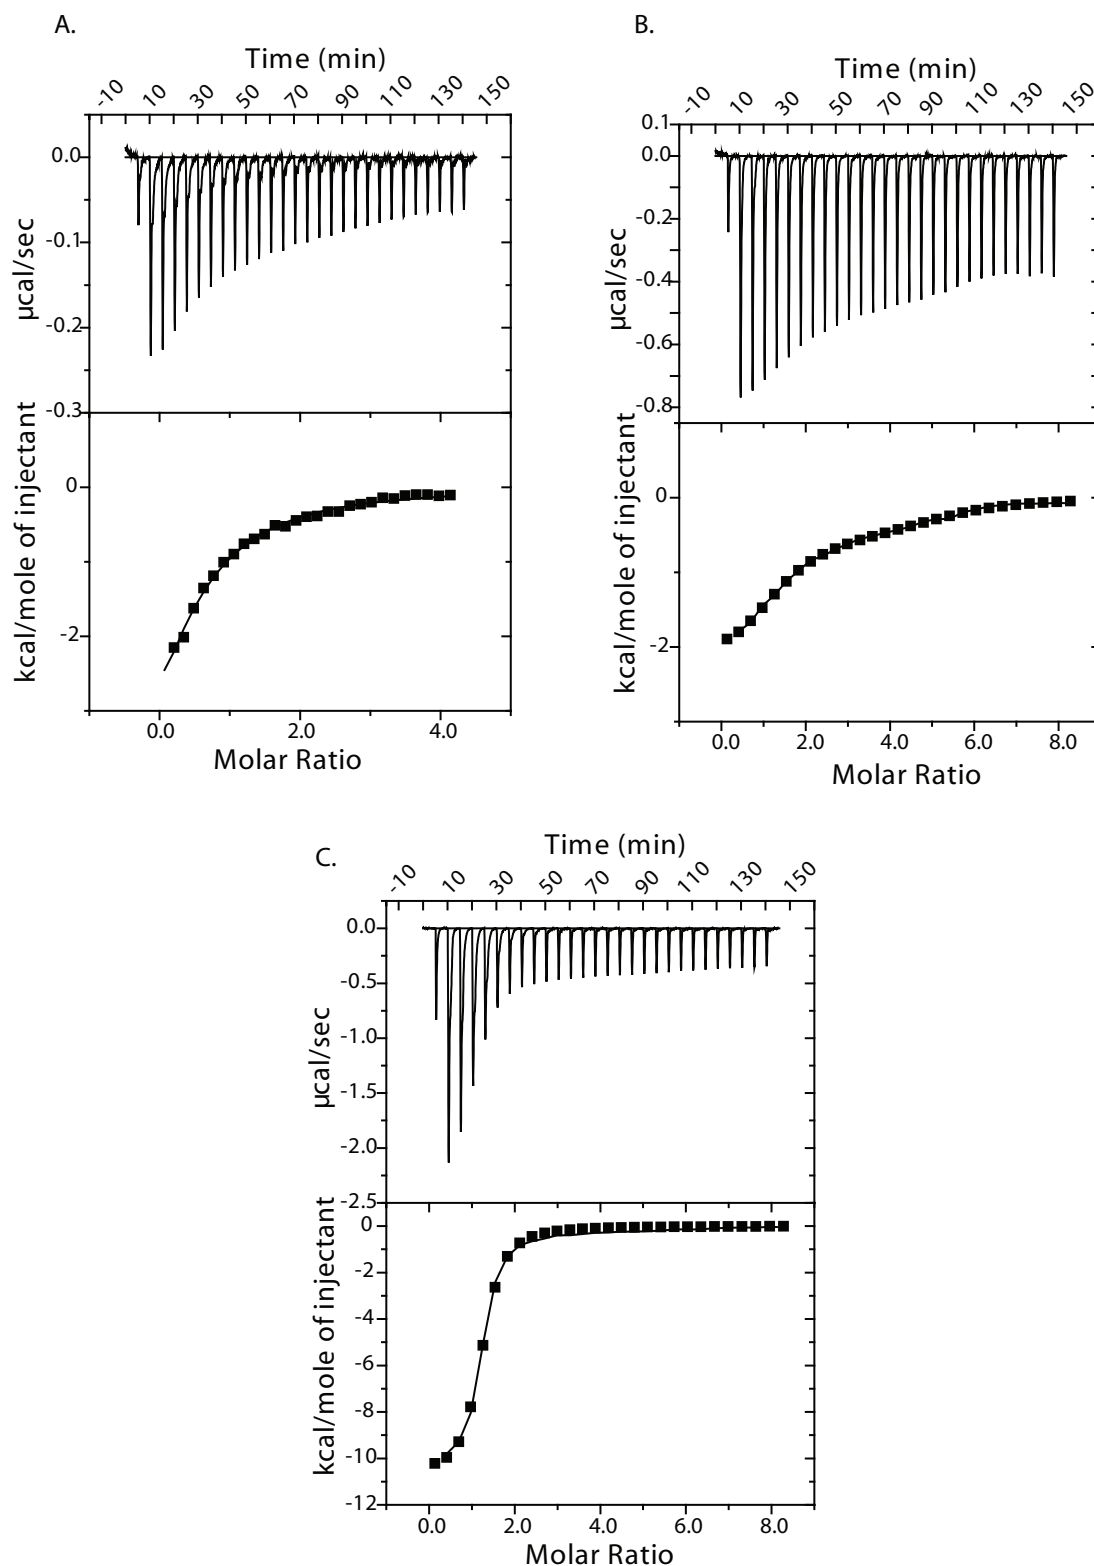 A.
Time (min)
-10 10 30 50 70 90 110 130 150
0.0
-0.1
-0.2
-0.3
µcal/sec
0
-2
kcal/mole of injectant
0.0 2.0 4.0
Molar Ratio
B.
Time (min)
-10 10 30 50 70 90 110 130 150
0.1
0.0
-0.2
-0.4
-0.6
-0.8
µcal/sec
0
-2
kcal/mole of injectant
0.0 2.0 4.0 6.0 8.0
Molar Ratio
C.
Time (min)
-10 10 30 50 70 90 110 130 150
0.0
-0.5
-1.0
-1.5
-2.0
-2.5
µcal/sec
0
-2
-4
-6
-8
-10
-12
kcal/mole of injectant
0.0 2.0 4.0 6.0 8.0
Molar Ratio